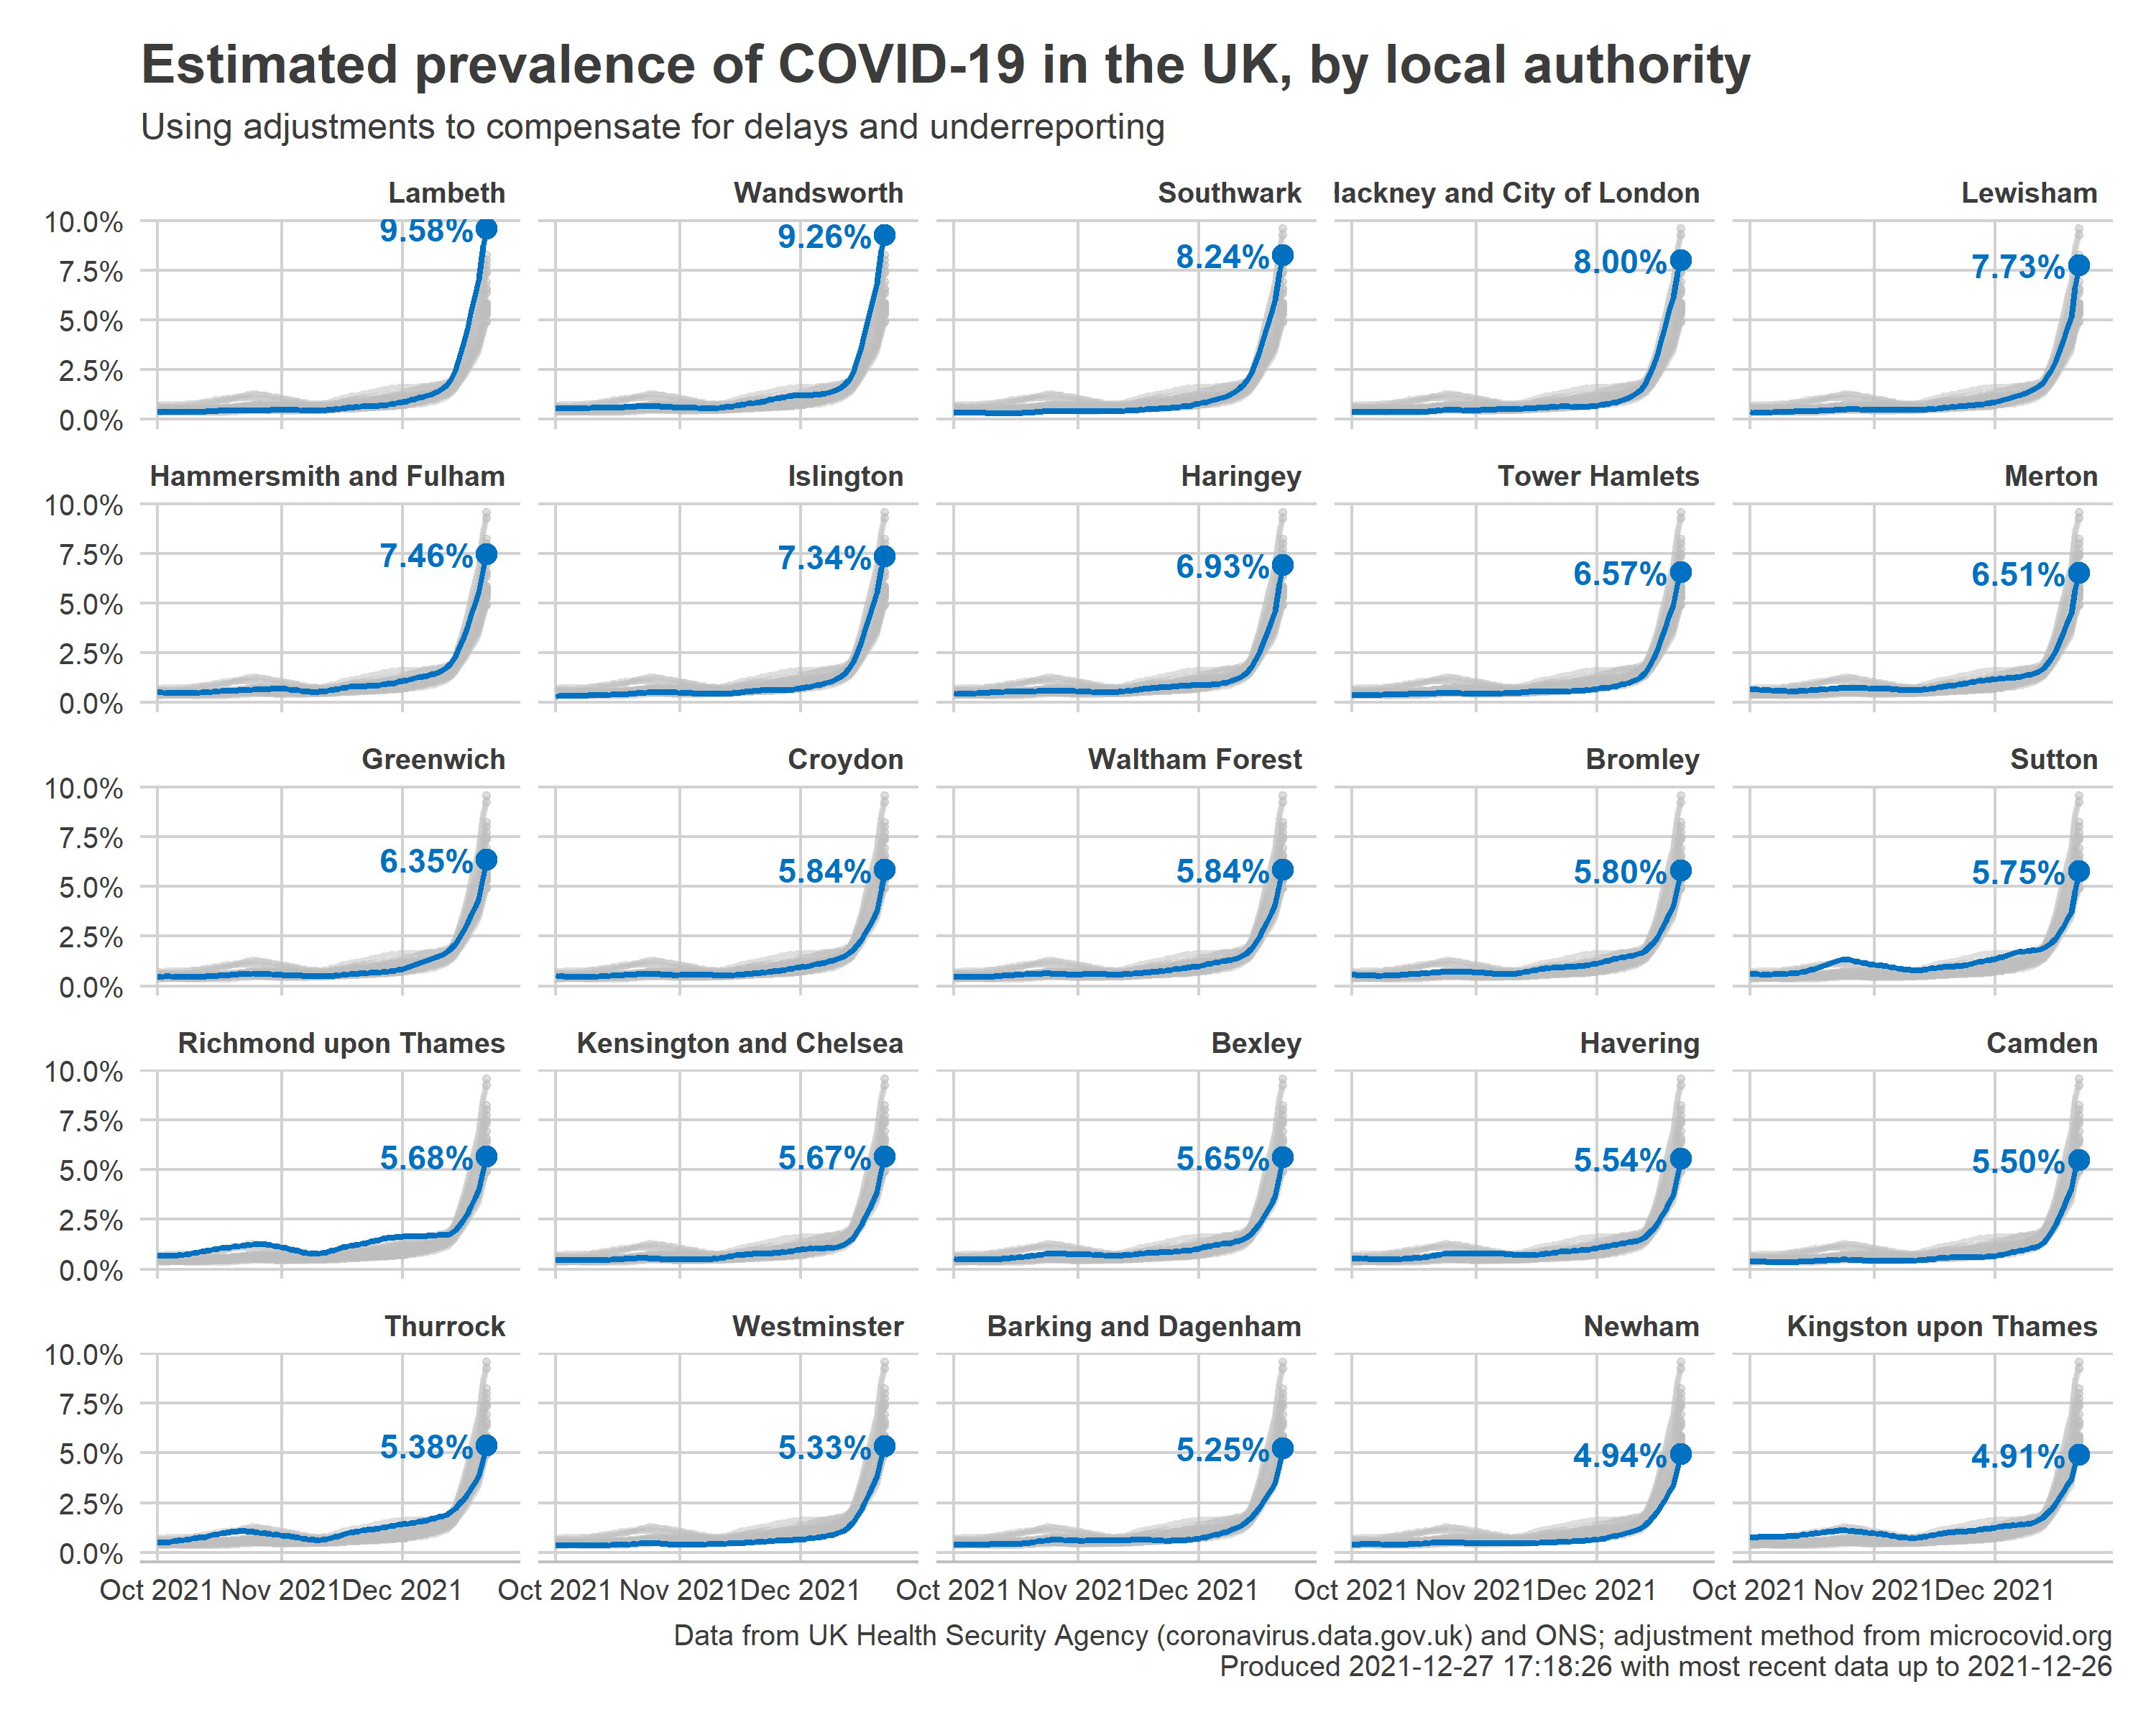 Estimated prevalence of COVID-19 in the UK, by local authority
Using adjustments to compensate for delays and underreporting
Lambeth Wandsworth Southwark lackney and City of London Lewisham
10.0%
9.58% 9.26% 8.24% 8.00% 7.73%
7.5%
5.0%
2.5%
0.0%
Hammersmith and Fulham Islington Haringey Tower Hamlets Merton
10.0%
7.5%
7.46% 7.34% 6.93% 6.57% 6.51%
5.0%
2.5%
0.0%
Greenwich Croydon Waltham Forest Bromley Sutton
10.0%
7.5%
6.35% 5.84% 5.84% 5.80% 5.75%
5.0%
2.5%
0.0%
Richmond upon Thames Kensington and Chelsea Bexley Havering Camden
10.0%
7.5%
5.68% 5.67% 5.65% 5.54% 5.50%
5.0%
2.5%
0.0%
Thurrock Westminster Barking and Dagenham Newham Kingston upon Thames
10.0%
7.5%
5.38% 5.33% 5.25% 4.94% 4.91%
5.0%
2.5%
0.0%
Oct 2021 Nov 2021 Dec 2021 Oct 2021 Nov 2021 Dec 2021 Oct 2021 Nov 2021 Dec 2021 Oct 2021 Nov 2021 Dec 2021 Oct 2021 Nov 2021 Dec 2021
Data from UK Health Security Agency (coronavirus.data.gov.uk) and ONS; adjustment method from microcovid.org
Produced 2021-12-27 17:18:26 with most recent data up to 2021-12-26